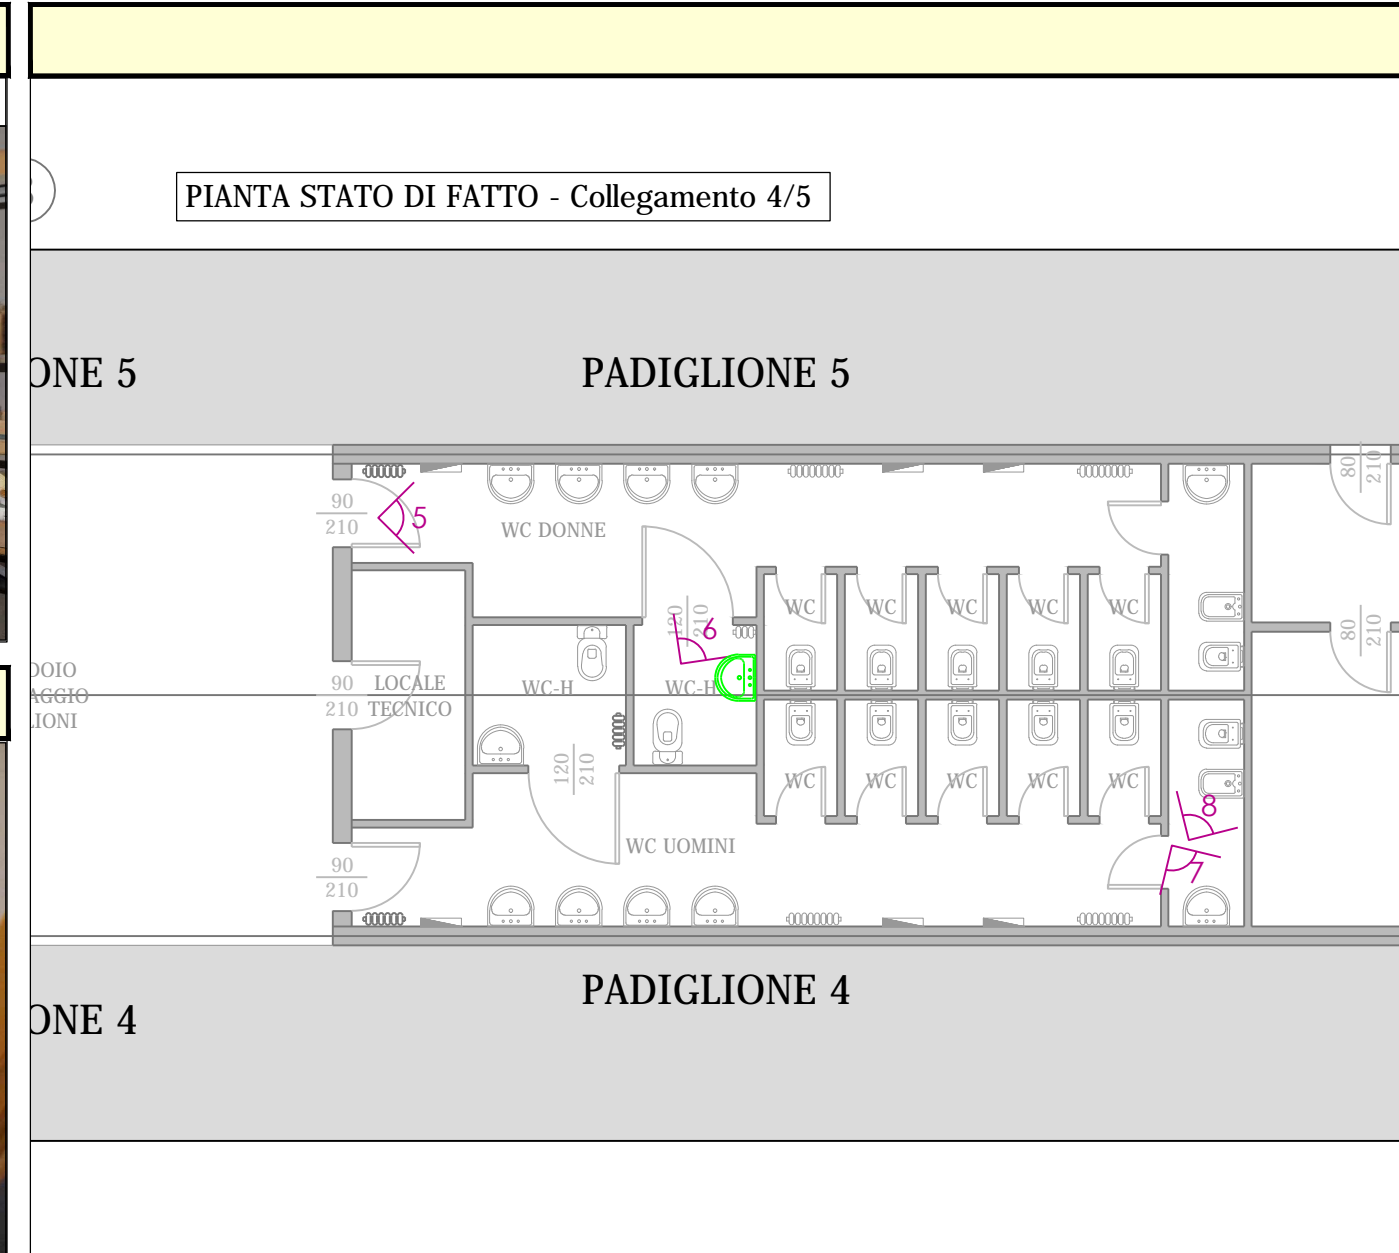 PIANTA STATO DI FATTO - Collegamento 4/5
ONE 5
PADIGLIONE 5
90
210
5
WC DONNE
80
210
WC
WC
WC
WC
WC
120
210
6
80
210
DOIO
AGGIO
LIONI
90
210
LOCALE
TECNICO
WC-H
WC-H
120
210
WC
WC
WC
WC
WC
8
7
WC UOMINI
90
210
ONE 4
PADIGLIONE 4